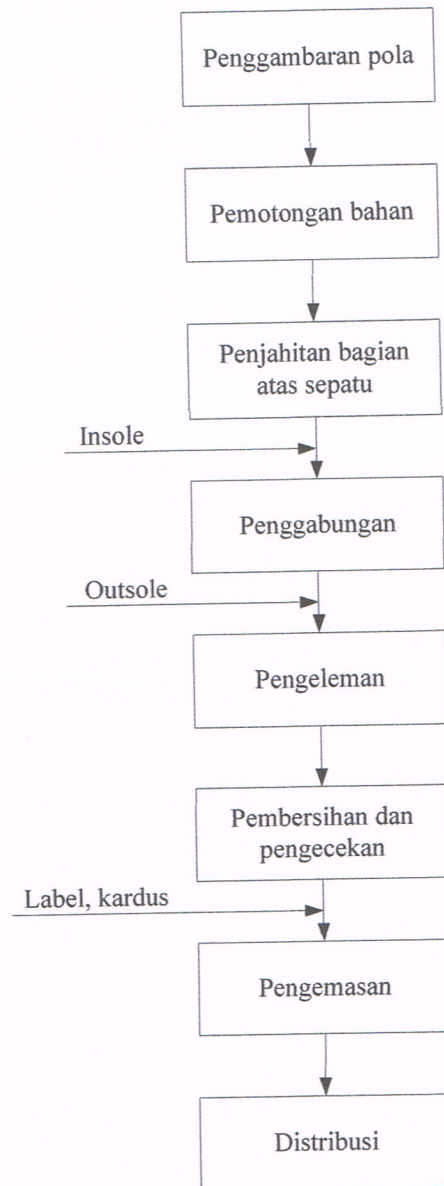 Penggambaran pola
Pemotongan bahan
Penjahitan bagian
atas sepatu
Insole
Penggabungan
Outsole
Pengeleman
Pembersihan dan
pengecekan
Label, kardus
Pengemasan
Distribusi